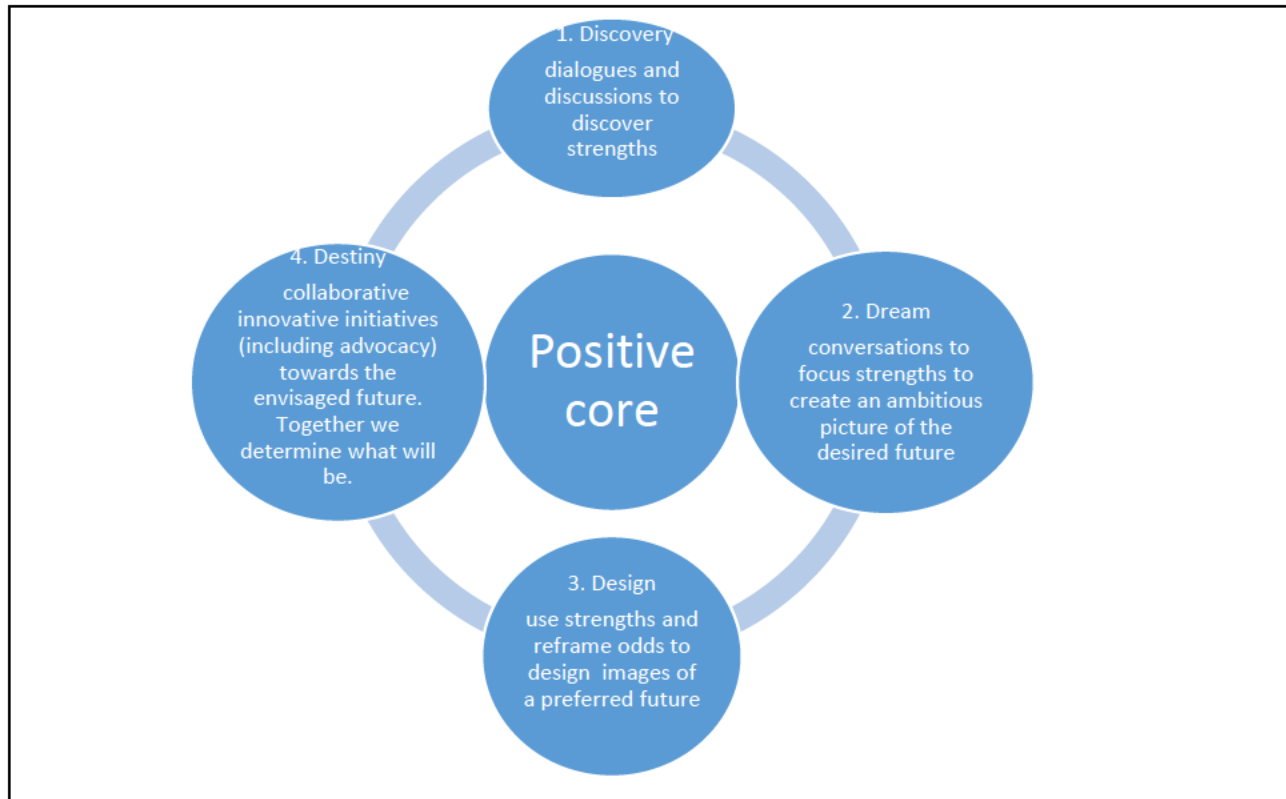 1. Discovery
dialogues and
discussions to
discover
strengths
2. Dream
conversations to
focus strengths to
create an ambitious
picture of the
desired future
3. Design
use strengths and
reframe odds to
design  images of
a preferred future
4. Destiny
collaborative
innovative initiatives
(including advocacy)
towards the
envisaged future.
Together we
determine what will
be.
Positive
core